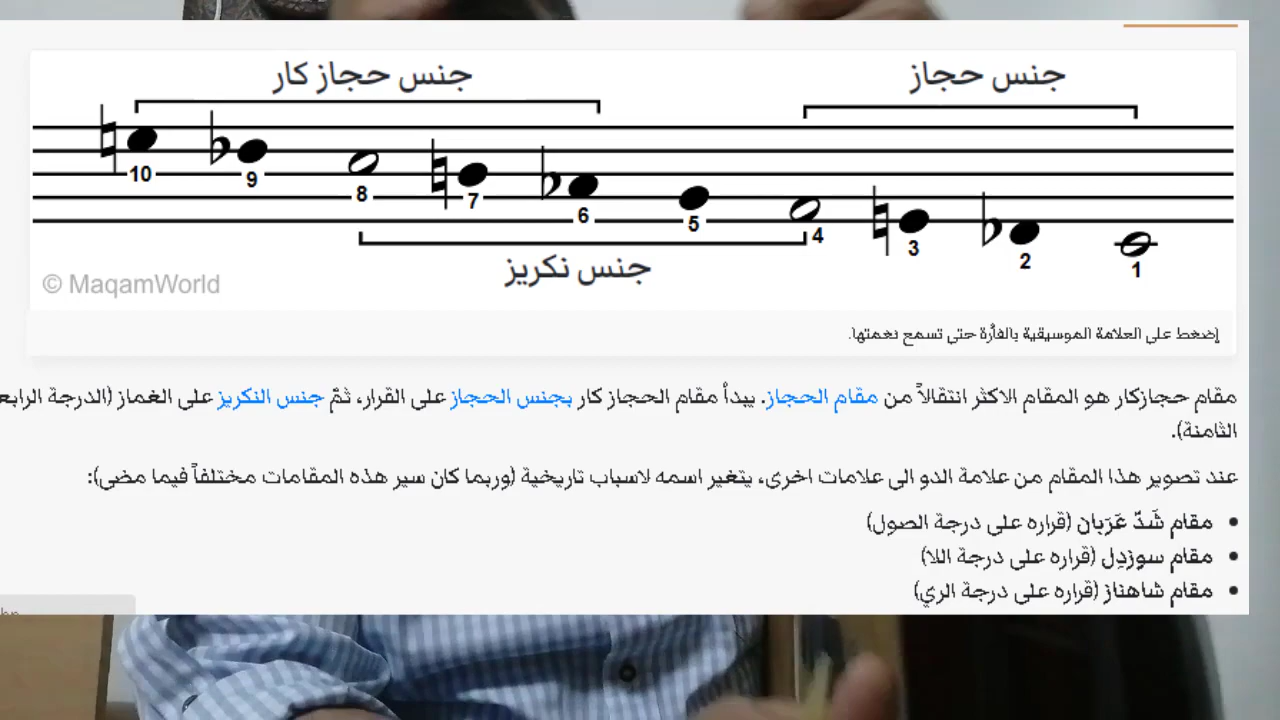 جنس حجاز
جنس حجاز كار
10
9
8
7
6
5
4
3
2
1
جنس نكريز
© MaqamWorld
إضغط على العلامة الموسيقية بالفأرة حتى تسمع نغمتها.
مقام حجازكار هو المقام الاكثر انتقالاً من مقام الحجاز. يبدأ مقام الحجاز كار بجنس الحجاز على القرار، ثمّ جنس النكريز على الغماز (الدرجة الرابع
الثامنة).
عند تصوير هذا المقام من علامة الدو الى علامات اخرى، يتغير اسمه لاسباب تاريخية (وربما كان سير هذه المقامات مختلفاً فيما مضى):
• مقام شَدّ عَرَبان (قراره على درجة الصول)
• مقام سوزدِل (قراره على درجة اللا)
• مقام شاهناز (قراره على درجة الري)